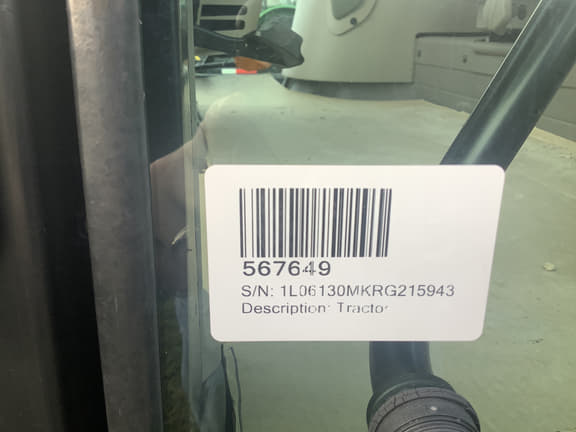 567649
S/N: 1L06130MKRG215943
Description: Tractor